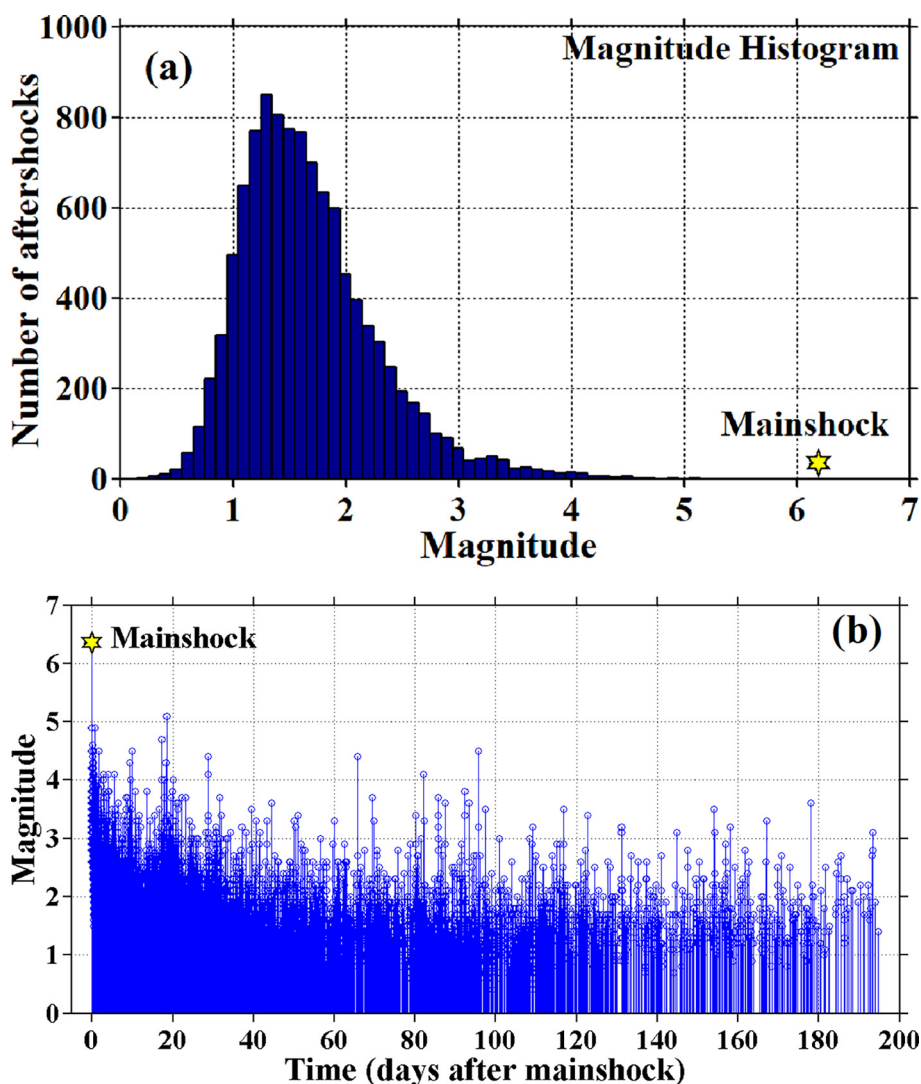 1000
(a)
Magnitude Histogram
800
600
400
200
0
Number of aftershocks
Mainshock
0 1 2 3 4 5 6 7
Magnitude
7
Mainshock
(b)
6
5
4
3
2
1
0
Magnitude
0 20 40 60 80 100 120 140 160 180 200
Time (days after mainshock)